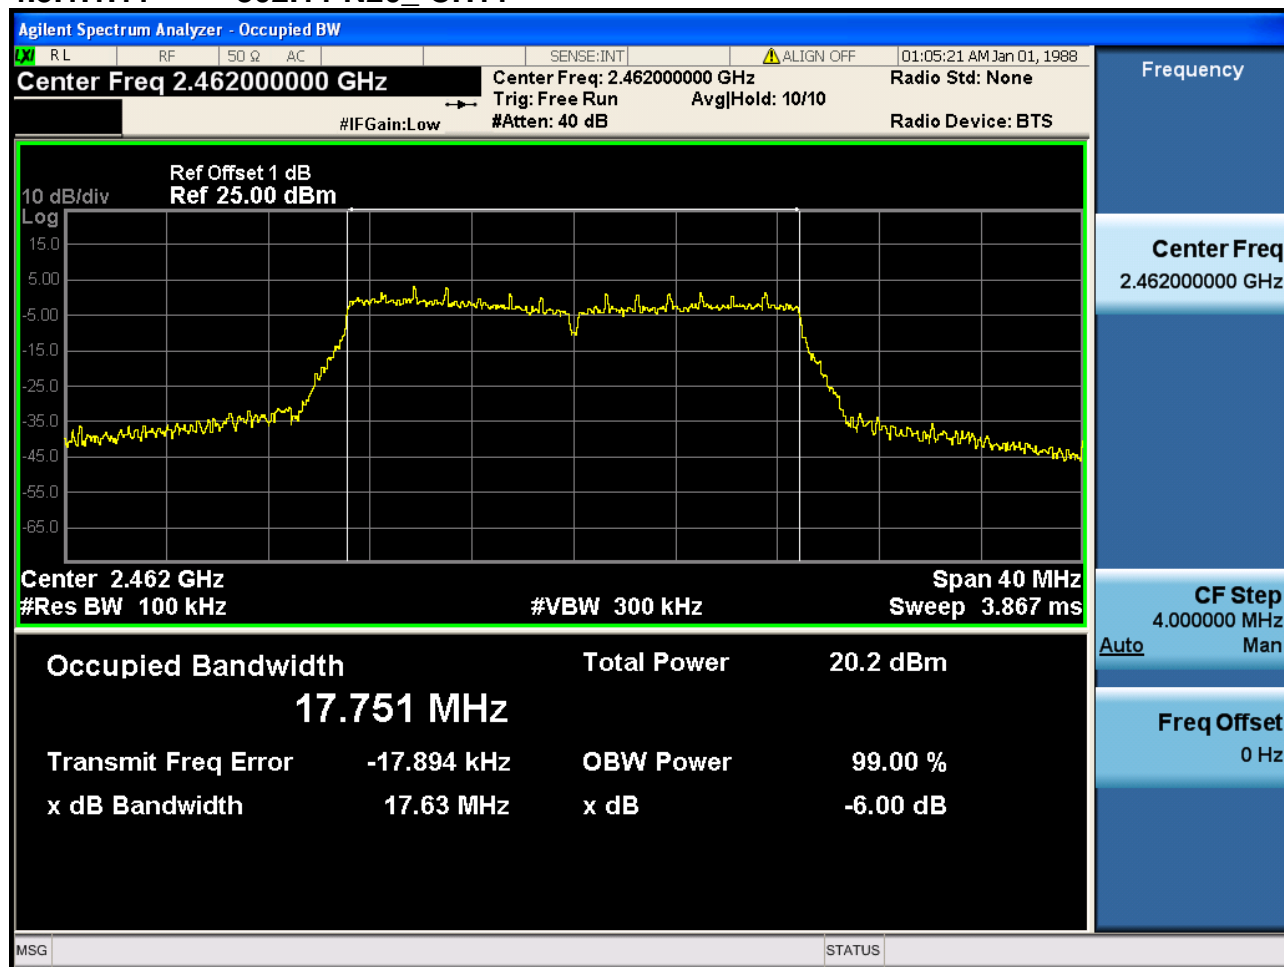 Agilent Spectrum Analyzer - Occupied BW
LXI RL RF 50 Ω AC SENSE:INT ALIGN OFF 01:05:21 AM Jan 01, 1988
Center Freq 2.462000000 GHz
Center Freq: 2.462000000 GHz Radio Std: None
Trig: Free Run Avg|Hold: 10/10
#IFGain:Low #Atten: 40 dB Radio Device: BTS
Ref Offset 1 dB
10 dB/div Ref 25.00 dBm
Log
15.0
5.00
-5.00
-15.0
-25.0
-35.0
-45.0
-55.0
-65.0
Center 2.462 GHz Span 40 MHz
#Res BW 100 kHz #VBW 300 kHz Sweep 3.867 ms
Occupied Bandwidth Total Power 20.2 dBm
17.751 MHz
Transmit Freq Error -17.894 kHz OBW Power 99.00 %
x dB Bandwidth 17.63 MHz x dB -6.00 dB
MSG STATUS
Frequency
Center Freq
2.462000000 GHz
CF Step
4.000000 MHz
Auto Man
Freq Offset
0 Hz